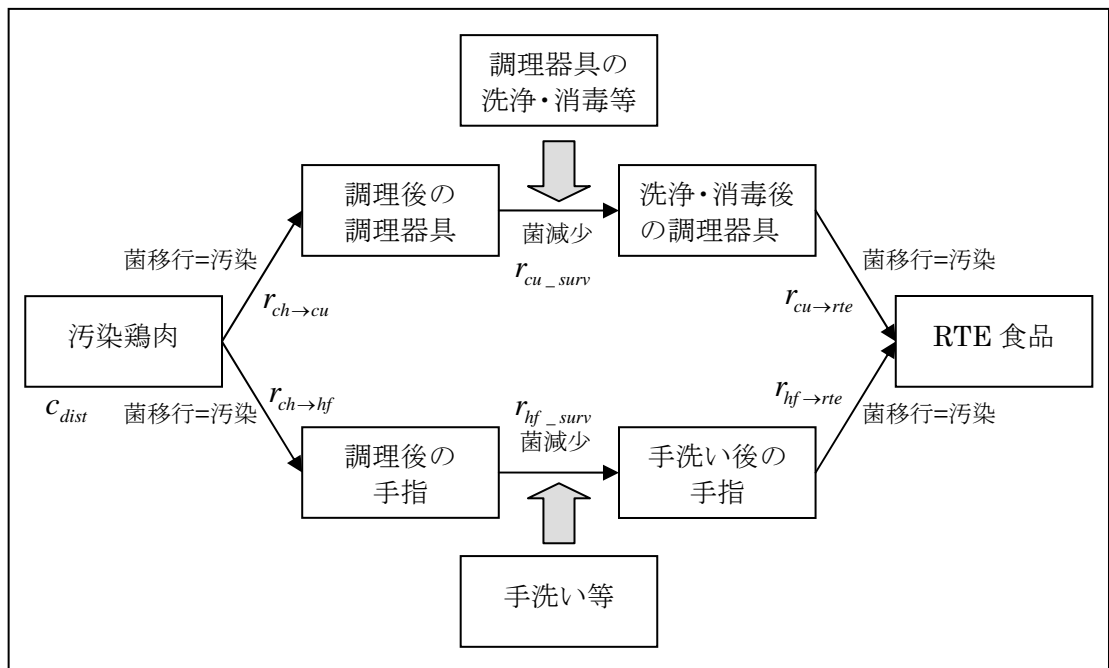 調理器具の
洗浄・消毒等
調理後の
調理器具
菌減少
r_{cu_surv}
洗浄・消毒後
の調理器具
菌移行=汚染
r_{ch→cu}
菌移行=汚染
r_{cu→rte}
汚染鶏肉
c_{dist}
RTE 食品
菌移行=汚染
r_{ch→hf}
r_{hf_surv}
菌減少
r_{hf→rte}
菌移行=汚染
調理後の
手指
手洗い後の
手指
手洗い等